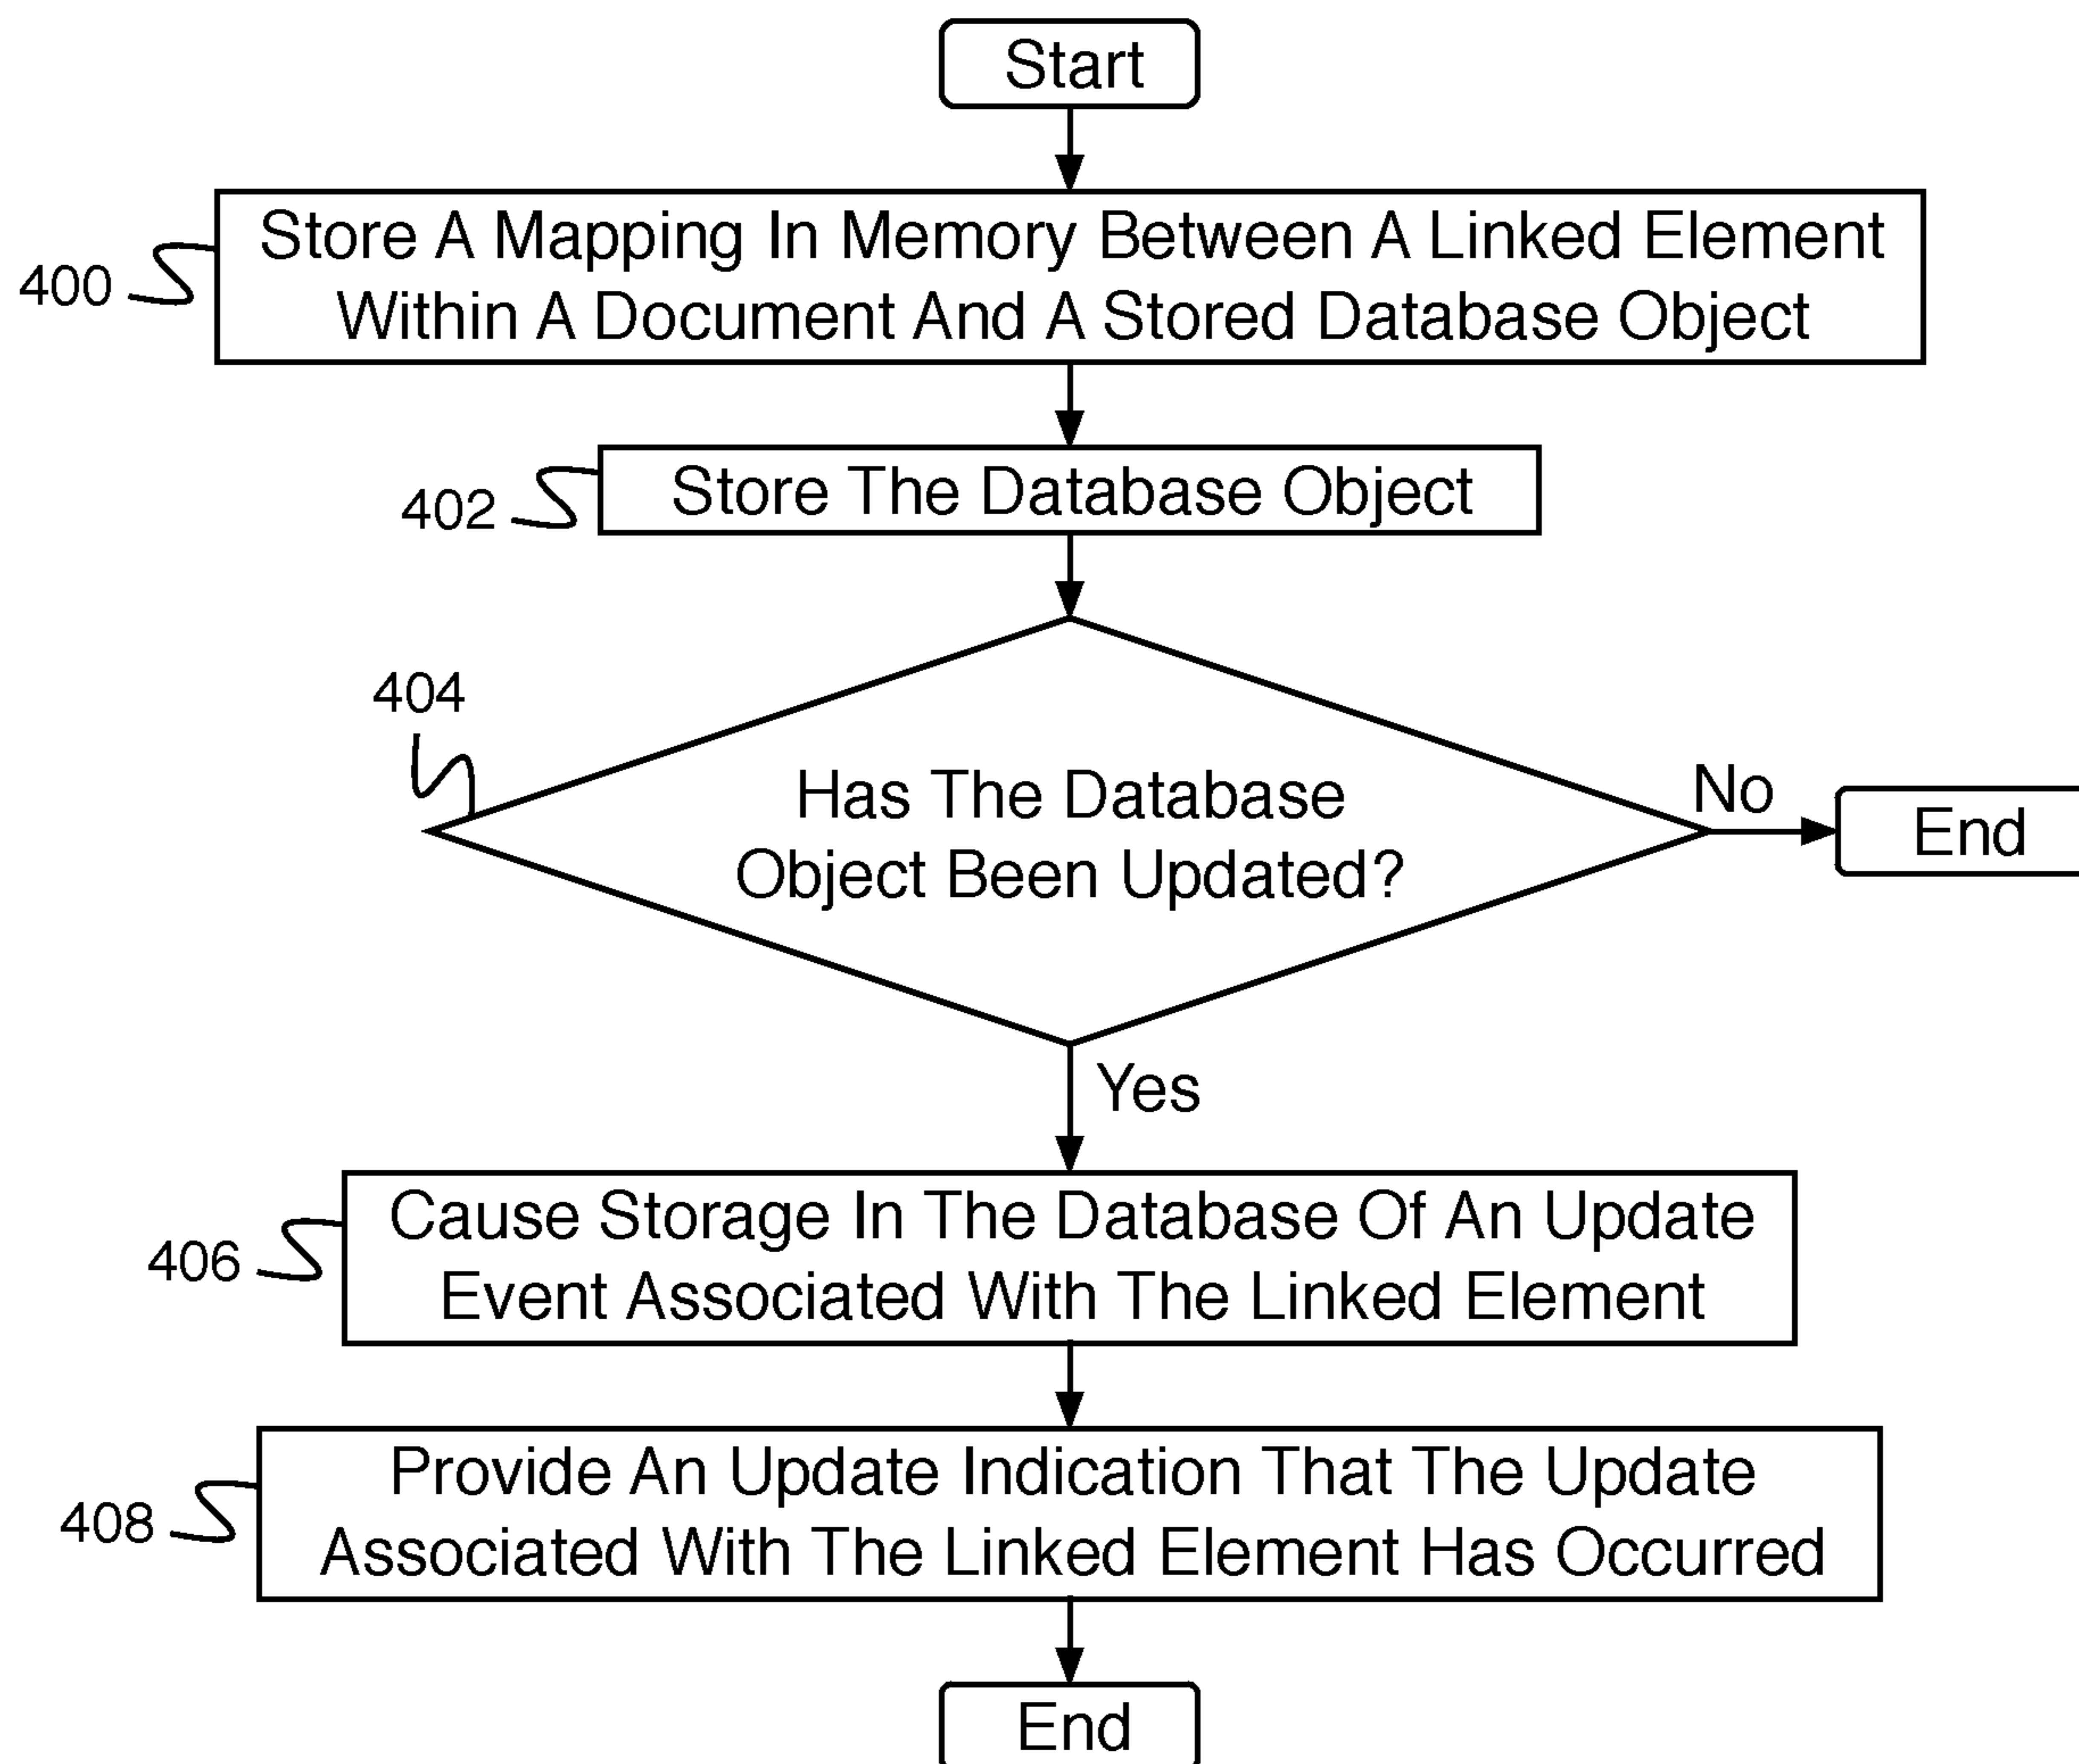 Start
Store A Mapping In Memory Between A Linked Element
Within A Document And A Stored Database Object
400
Store The Database Object
402
404
Has The Database
Object Been Updated?
No
End
Yes
Cause Storage In The Database Of An Update
Event Associated With The Linked Element
406
Provide An Update Indication That The Update
Associated With The Linked Element Has Occurred
408
End